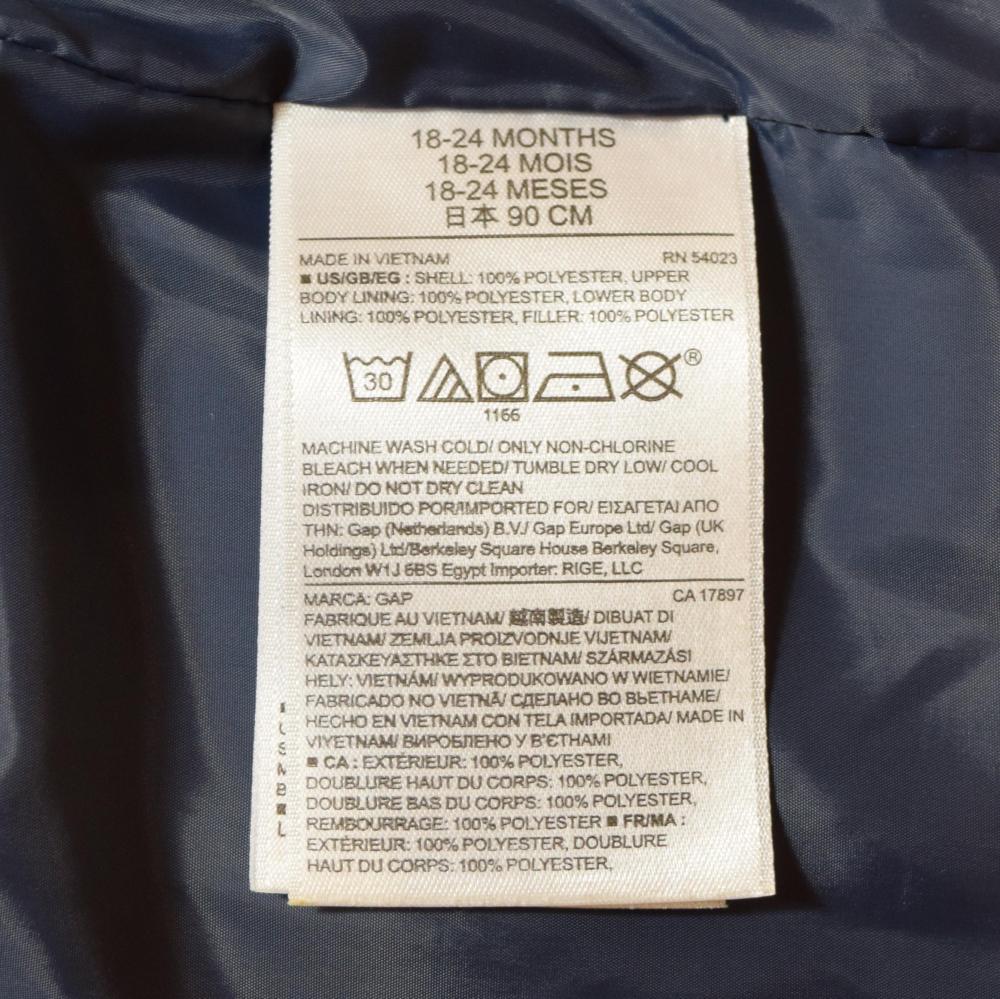 18-24 MONTHS
18-24 MOIS
18-24 MESES
日本 90 CM
MADE IN VIETNAM RN 54023
■ US/GB/EG : SHELL: 100% POLYESTER, UPPER
BODY LINING: 100% POLYESTER, LOWER BODY
LINING: 100% POLYESTER, FILLER: 100% POLYESTER
30 ®
1166
MACHINE WASH COLD/ ONLY NON-CHLORINE
BLEACH WHEN NEEDED/ TUMBLE DRY LOW/ COOL
IRON/ DO NOT DRY CLEAN
DISTRIBUIDO POR/IMPORTED FOR/ ΕΙΣΑΓΕΤΑΙ ΑΠΟ
ΤΗΝ: Gap (Netherlands) B.V./ Gap Europe Ltd/ Gap (UK
Holdings) Ltd/Berkeley Square House Berkeley Square,
London W1J 6BS Egypt Importer: RIGE, LLC
MARCA: GAP CA 17897
FABRIQUE AU VIETNAM/ 越南製造/ DIBUAT DI
VIETNAM/ ZEMLJA PROIZVODNJE VIJETNAM/
ΚΑΤΑΣΚΕΥΑΣΤΗΚΕ ΣΤΟ ΒΙΕΤΝΑΜ/ SZÁRMAZÁSI
HELY: VIETNÁM/ WYPRODUKOWANO W WIETNAMIE/
FABRICADO NO VIETNÃ/ СДЕЛАНО ВО ВЬЕТНАМЕ/
HECHO EN VIETNAM CON TELA IMPORTADA/ MADE IN
VIYETNAM/ ВИРОБЛЕНО У В'ЄТНАМІ
■ CA : EXTÉRIEUR: 100% POLYESTER,
DOUBLURE HAUT DU CORPS: 100% POLYESTER,
DOUBLURE BAS DU CORPS: 100% POLYESTER,
REMBOURRAGE: 100% POLYESTER ■ FR/MA :
EXTÉRIEUR: 100% POLYESTER, DOUBLURE
HAUT DU CORPS: 100% POLYESTER,